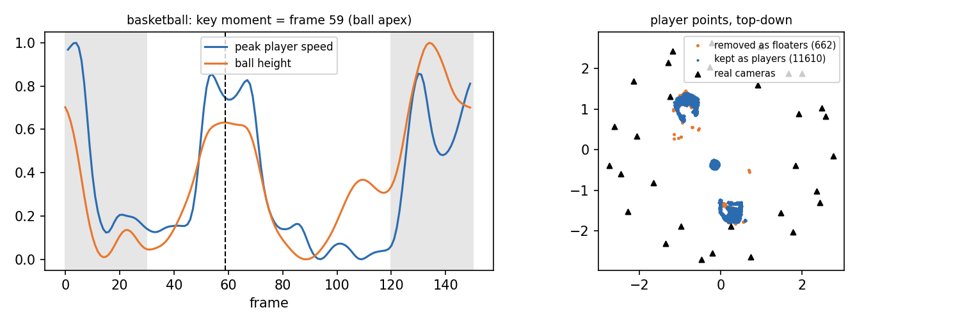 basketball: key moment = frame 59 (ball apex)
peak player speed
ball height
1.0
0.8
0.6
0.4
0.2
0.0
0 20 40 60 80 100 120 140
frame
player points, top-down
removed as floaters (662)
kept as players (11610)
real cameras
2
1
0
−1
−2
−2 0 2